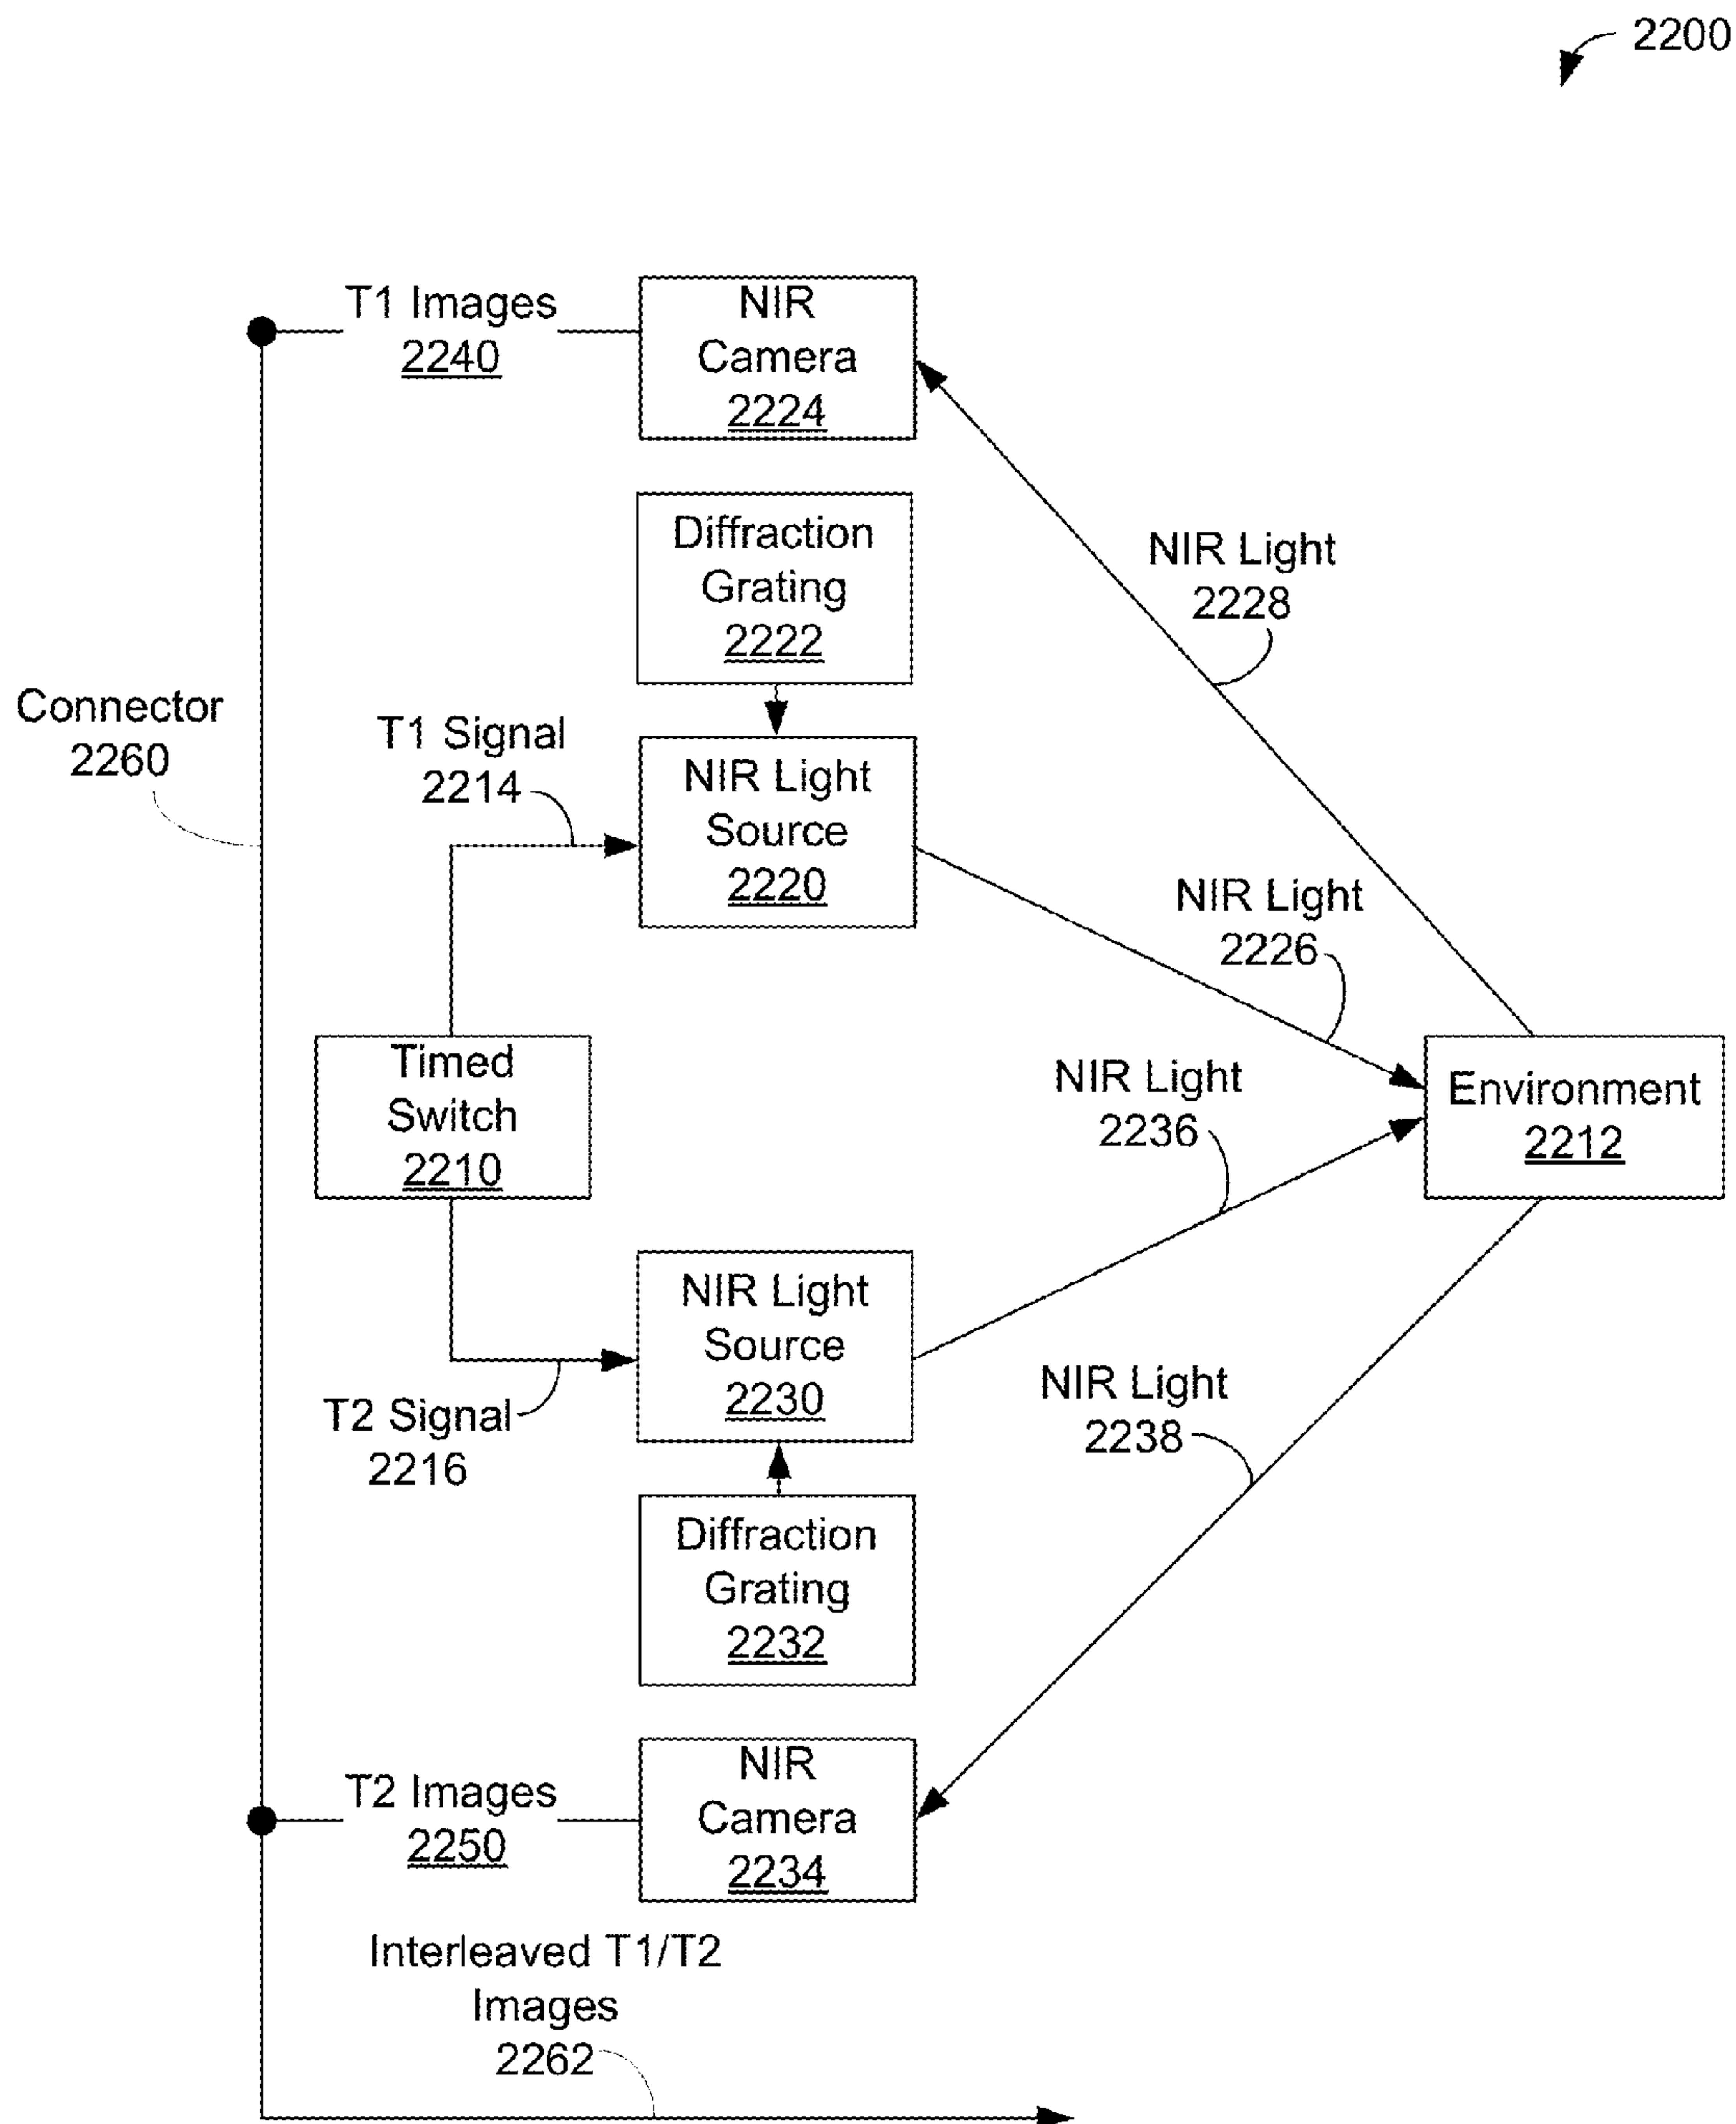 2200
T1 Images
2240
NIR
Camera
2224
Diffraction
Grating
2222
NIR Light
2228
Connector
2260
T1 Signal
2214
NIR Light
Source
2220
NIR Light
2226
Timed
Switch
2210
NIR Light
2236
Environment
2212
NIR Light
Source
2230
T2 Signal
2216
NIR Light
2238
Diffraction
Grating
2232
T2 Images
2250
NIR
Camera
2234
Interleaved T1/T2
Images
2262